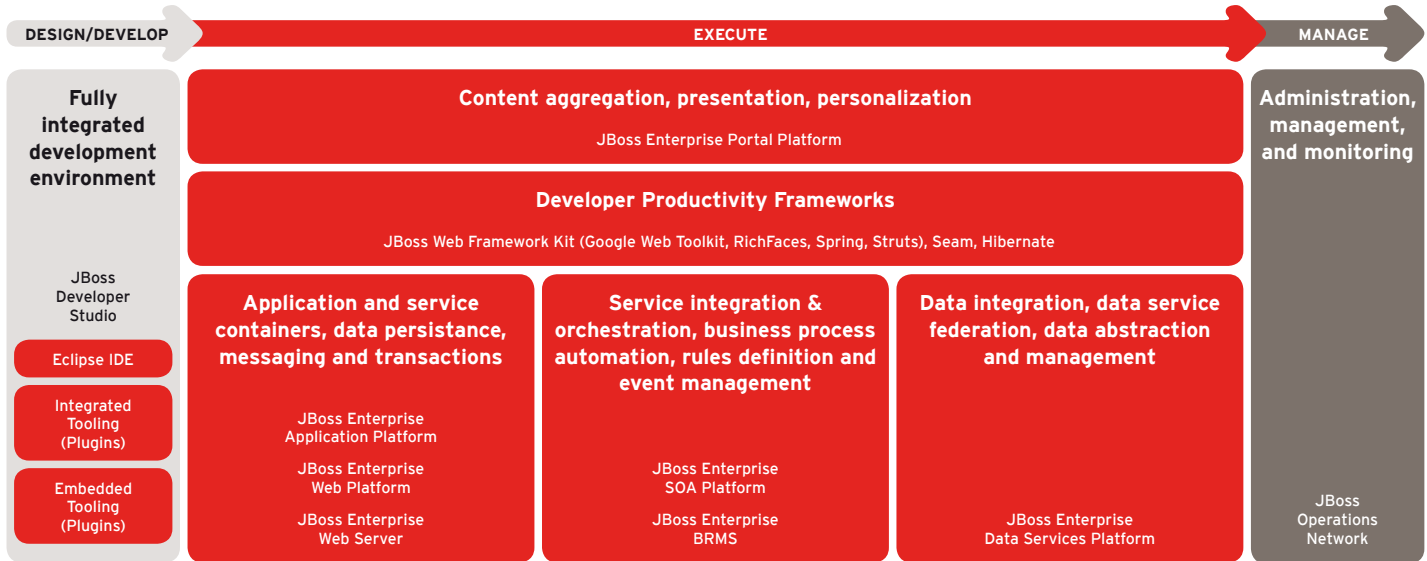 DESIGN/DEVELOP
EXECUTE
MANAGE
Fully
integrated
development
environment
JBoss
Developer
Studio
Eclipse IDE
Integrated
Tooling
(Plugins)
Embedded
Tooling
(Plugins)
Content aggregation, presentation, personalization
JBoss Enterprise Portal Platform
Developer Productivity Frameworks
JBoss Web Framework Kit (Google Web Toolkit, RichFaces, Spring, Struts), Seam, Hibernate
Application and service
containers, data persistance,
messaging and transactions
JBoss Enterprise
Application Platform
JBoss Enterprise
Web Platform
JBoss Enterprise
Web Server
Service integration &
orchestration, business process
automation, rules definition and
event management
JBoss Enterprise
SOA Platform
JBoss Enterprise
BRMS
Data integration, data service
federation, data abstraction
and management
JBoss Enterprise
Data Services Platform
Administration,
management,
and monitoring
JBoss
Operations
Network